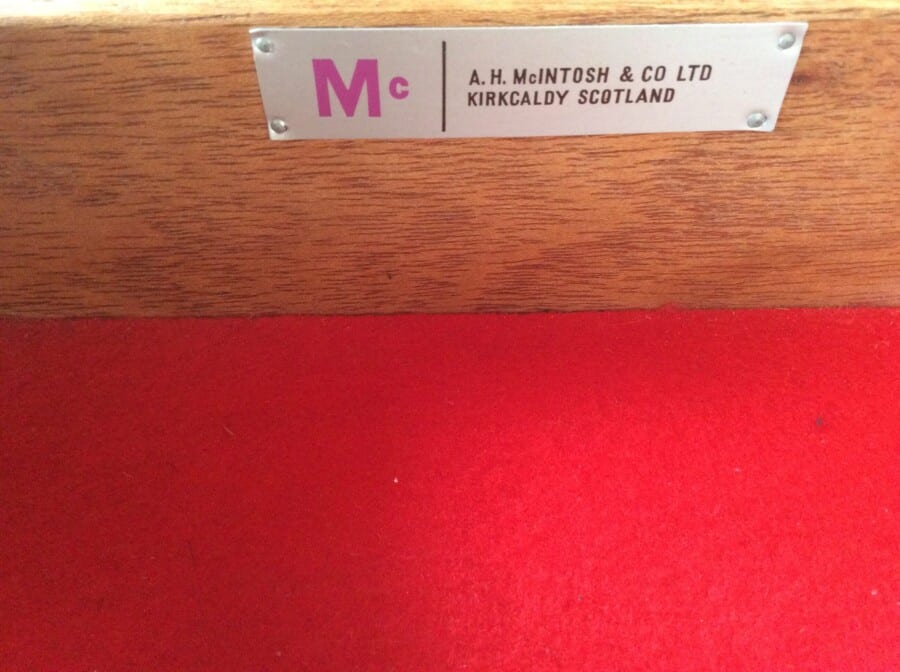 Mc
A. H. McINTOSH & CO LTD
KIRKCALDY SCOTLAND